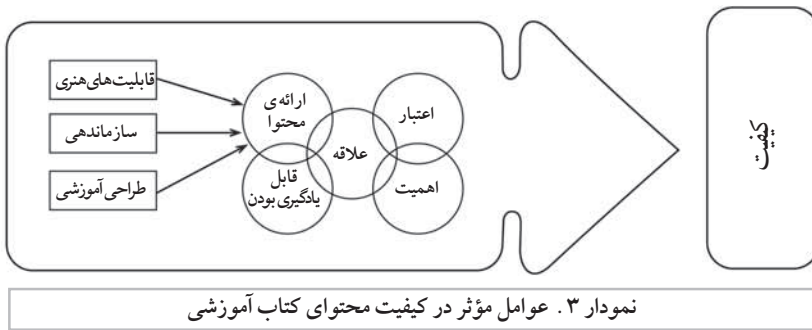 قابلیت‌های هنری
سازماندهی
طراحی آموزشی
ارائه‌ی
محتوا
اعتبار
علاقه
قابل
یادگیری بودن
اهمیت
کیفیت
نمودار ۳. عوامل مؤثر در کیفیت محتوای کتاب آموزشی